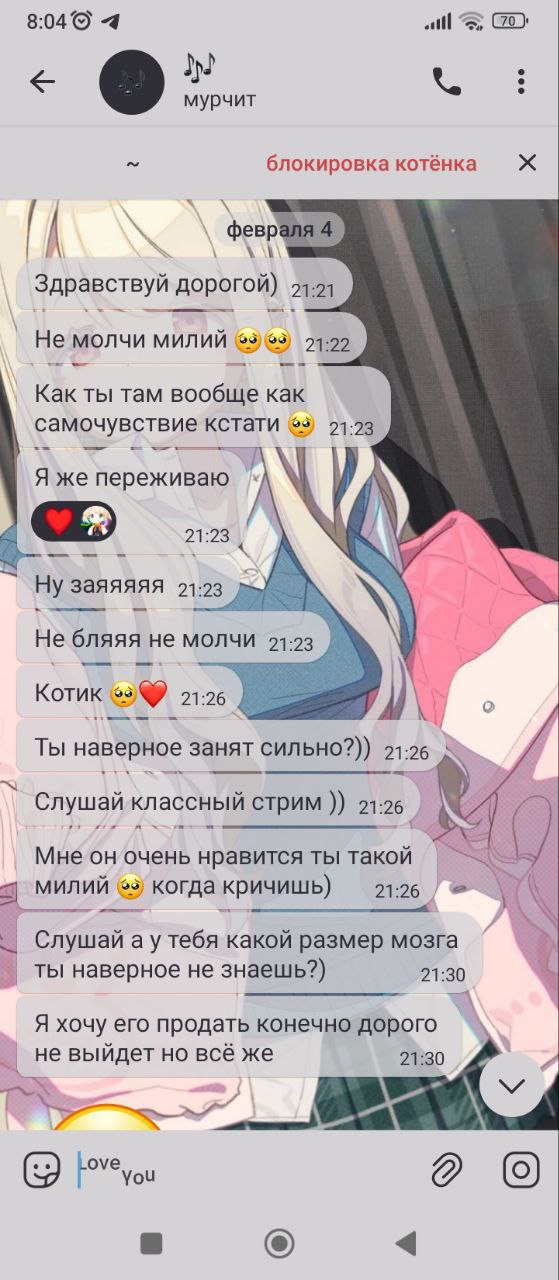 8:04
70
мурчит
~ блокировка котёнка
февраля 4
Здравствуй дорогой) 21:21
Не молчи милий 🥺🥺 21:22
Как ты там вообще как
самочувствие кстати 🥺 21:23
Я же переживаю
21:23
Ну заяяяяя 21:23
Не бляяя не молчи 21:23
Котик 🥺❤️ 21:26
Ты наверное занят сильно?)) 21:26
Слушай классный стрим )) 21:26
Мне он очень нравится ты такой
милий 🥺 когда кричишь) 21:26
Слушай а у тебя какой размер мозга
ты наверное не знаешь?) 21:30
Я хочу его продать конечно дорого
не выйдет но всё же 21:30
Love
You